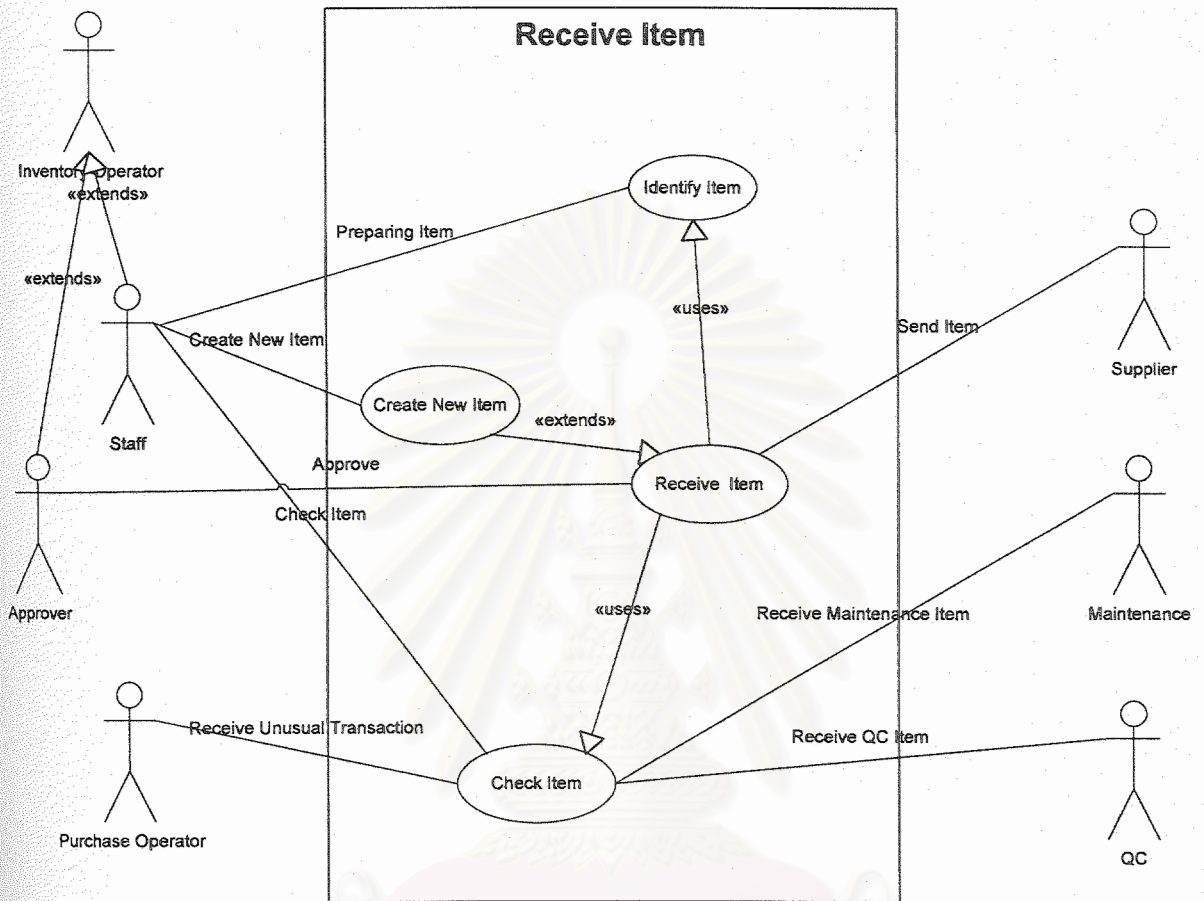 Receive Item
Inventory Operator
«extends»
Identify Item
Preparing Item
«extends»
«uses»
Send Item
Create New Item
Supplier
Create New Item
«extends»
Staff
Approve
Receive Item
Check Item
Approver
«uses»
Receive Maintenance Item
Maintenance
Receive Unusual Transaction
Receive QC Item
Check Item
Purchase Operator
QC